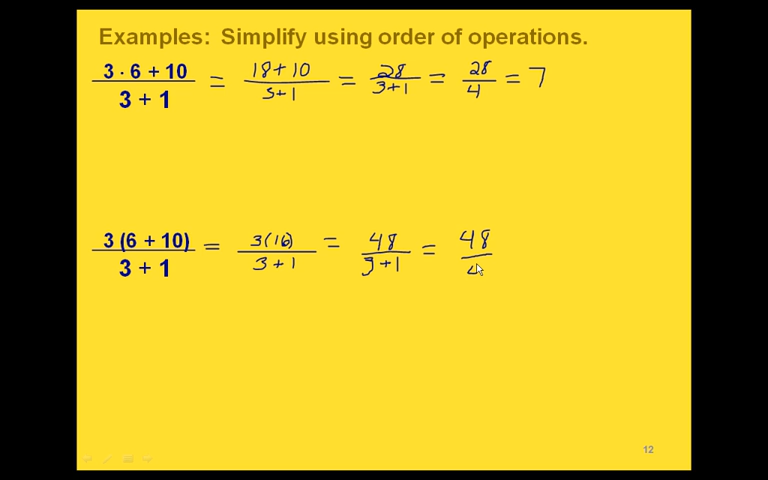 Examples: Simplify using order of operations.
3 · 6 + 10 = 18 + 10 = 28 = 28 = 7
3 + 1 3+1 3+1 4
3 (6 + 10) = 3(16) = 48 = 48
3 + 1 3 + 1 3+1 4
12